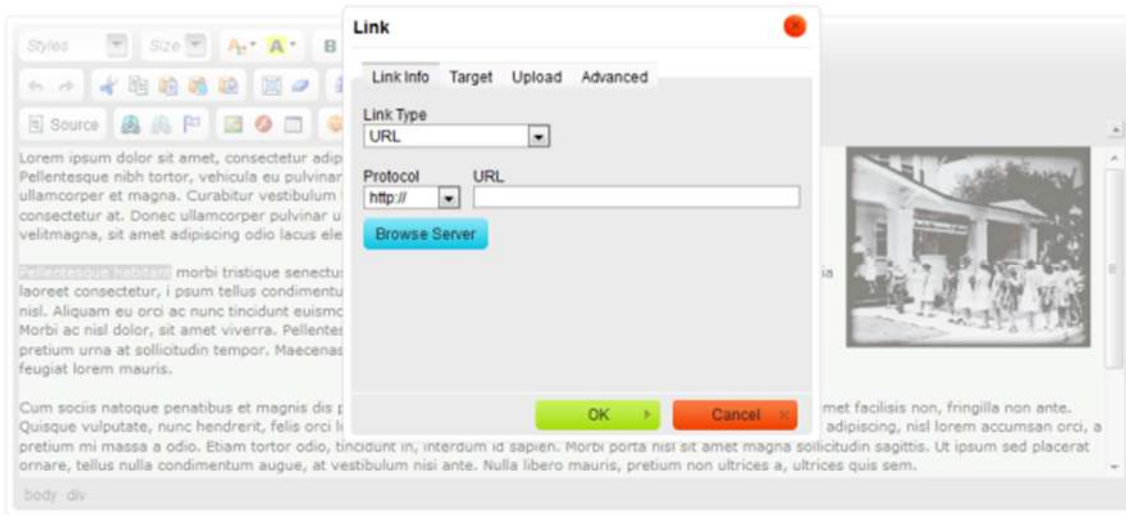 Link
Styles Size A A B
Link Info Target Upload Advanced
Source
Link Type
URL
Protocol URL
http://
Browse Server
OK Cancel
Lorem ipsum dolor sit amet, consectetur adip
Pellentesque nibh tortor, vehicula eu pulvinar
ullamcorper et magna. Curabitur vestibulum
consectetur at. Donec ullamcorper pulvinar u
velitmagna, sit amet adipiscing odio lacus ele
Pellentesque habitant morbi tristique senectus ia
laoreet consectetur, i psum tellus condimentu
nisl. Aliquam eu orci ac nunc tincidunt euismo
Morbi ac nisl dolor, sit amet viverra. Pellentes
pretium urna at sollicitudin tempor. Maecenas
feugiat lorem mauris.
Cum sociis natoque penatibus et magnis dis p met facilisis non, fringilla non ante.
Quisque vulputate, nunc hendrerit, felis orci adipiscing, nisl lorem accumsan orci, a
pretium mi massa a odio. Etiam tortor odio, tincidunt in, interdum id sapien. Morbi porta nisl sit amet magna sollicitudin sagittis. Ut ipsum sed placerat
ornare, tellus nulla condimentum augue, at vestibulum nisi ante. Nulla libero mauris, pretium non ultrices a, ultrices quis sem.
body div